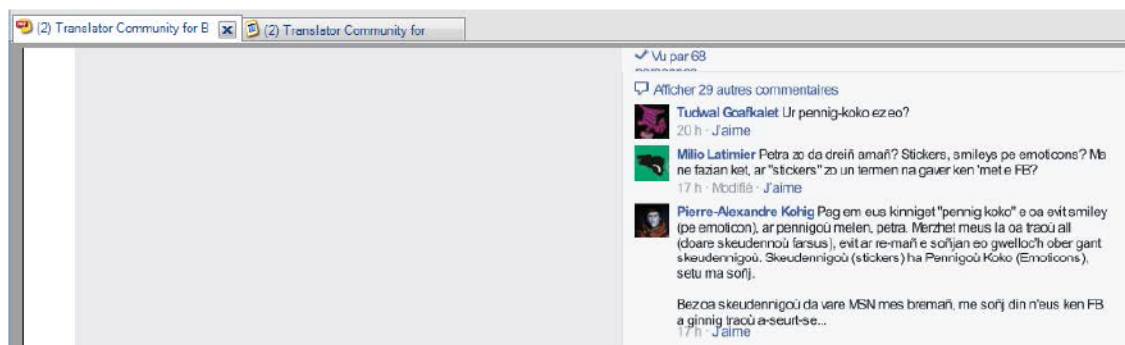 (2) Translator Community for B
(2) Translator Community for
Vu par 68
personnes
Afficher 29 autres commentaires
Tudwal Goafkalet Ur pennig-koko ez eo?
20 h · J'aime
Milio Latimier Petra zo da dreiñ amañ? Stickers, smileys pe emoticons? Ma
ne fazian ket, ar "stickers" zo un termen na gaver ken 'met e FB?
17 h · Modifié · J'aime
Pierre-Alexandre Kohig Pag em eus kinniget "pennig koko" e oa evit smiley
(pe emoticon), ar pennigoù melen, petra. Merzhet meus la oa traoù all
(doare skeudennoù farsus), evit ar re-mañ e soñjan eo gwelloc'h ober gant
skeudennigoù. Skeudennigoù (stickers) ha Pennigoù Koko (Emoticons),
setu ma soñj.
Bez oa skeudennigoù da vare MSN mes bremañ, me soñj din n'eus ken FB
a ginnig traoù a-seurt-se...
17 h · J'aime